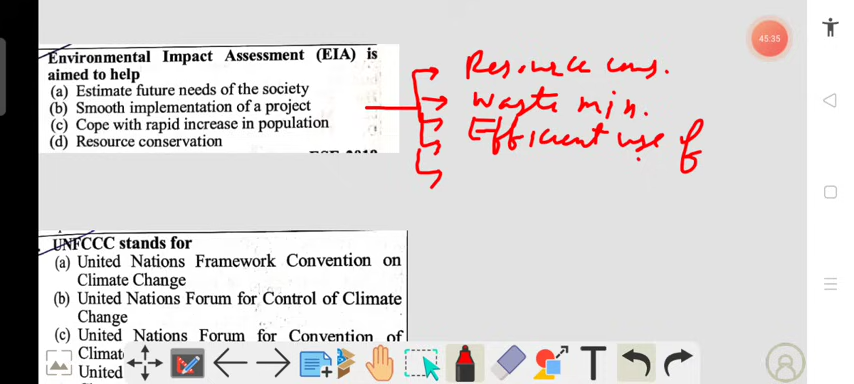 45:35
Environmental Impact Assessment (EIA) is
aimed to help
(a) Estimate future needs of the society
(b) Smooth implementation of a project
(c) Cope with rapid increase in population
(d) Resource conservation
Resource cons.
Waste min.
Efficient use of
UNFCCC stands for
(a) United Nations Framework Convention on
Climate Change
(b) United Nations Forum for Control of Climate
Change
(c) United Nations Forum for Convention of
Climat
United
T